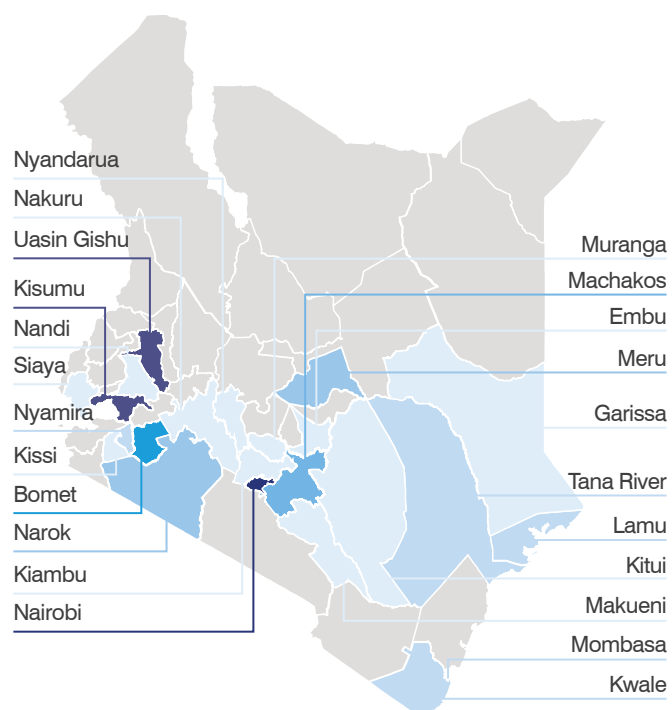 Nyandarua
Nakuru
Uasin Gishu
Kisumu
Nandi
Siaya
Nyamira
Kissi
Bomet
Narok
Kiambu
Nairobi
Muranga
Machakos
Embu
Meru
Garissa
Tana River
Lamu
Kitui
Makueni
Mombasa
Kwale